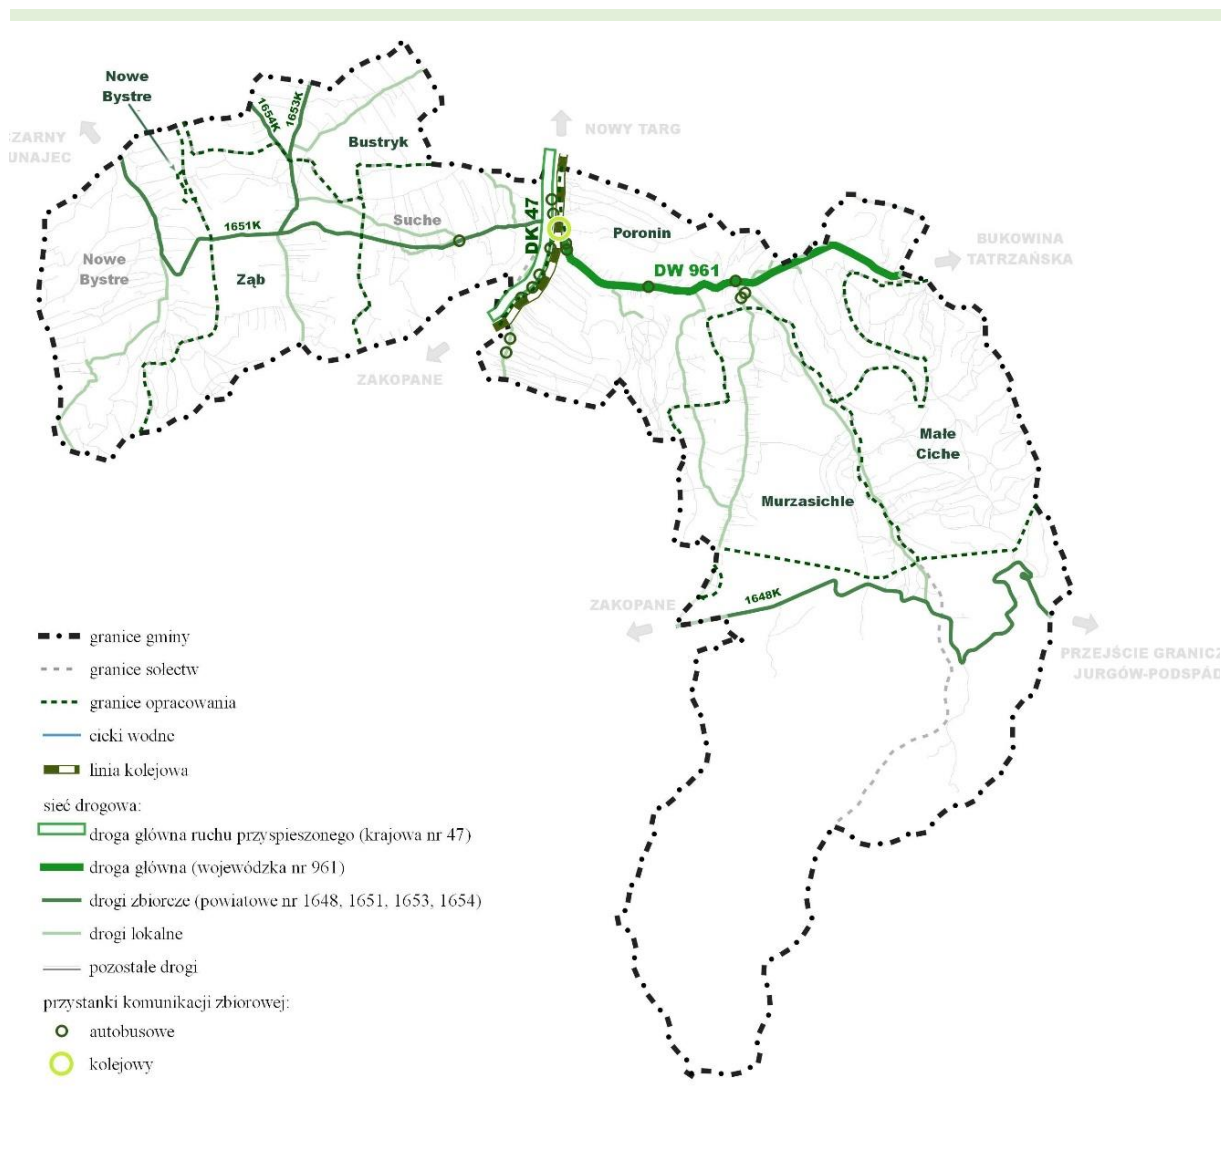 Nowe
Bystre
1654K
1653K
Bustryk
NOWY TARG
ZARNY
UNAJEC
DK 47
Suche
1651K
Poronin
BUKOWINA
TATRZAŃSKA
Nowe
Bystre
Ząb
DW 961
ZAKOPANE
Małe
Ciche
Murzasichle
1648K
ZAKOPANE
PRZEJŚCIE GRANICZ
JURGÓW-PODSPAD
granice gminy
granice sołectw
granice opracowania
cieki wodne
linia kolejowa
sieć drogowa:
droga główna ruchu przyspieszonego (krajowa nr 47)
droga główna (wojewódzka nr 961)
drogi zbiorcze (powiatowe nr 1648, 1651, 1653, 1654)
drogi lokalne
pozostałe drogi
przystanki komunikacji zbiorowej:
autobusowe
kolejowy